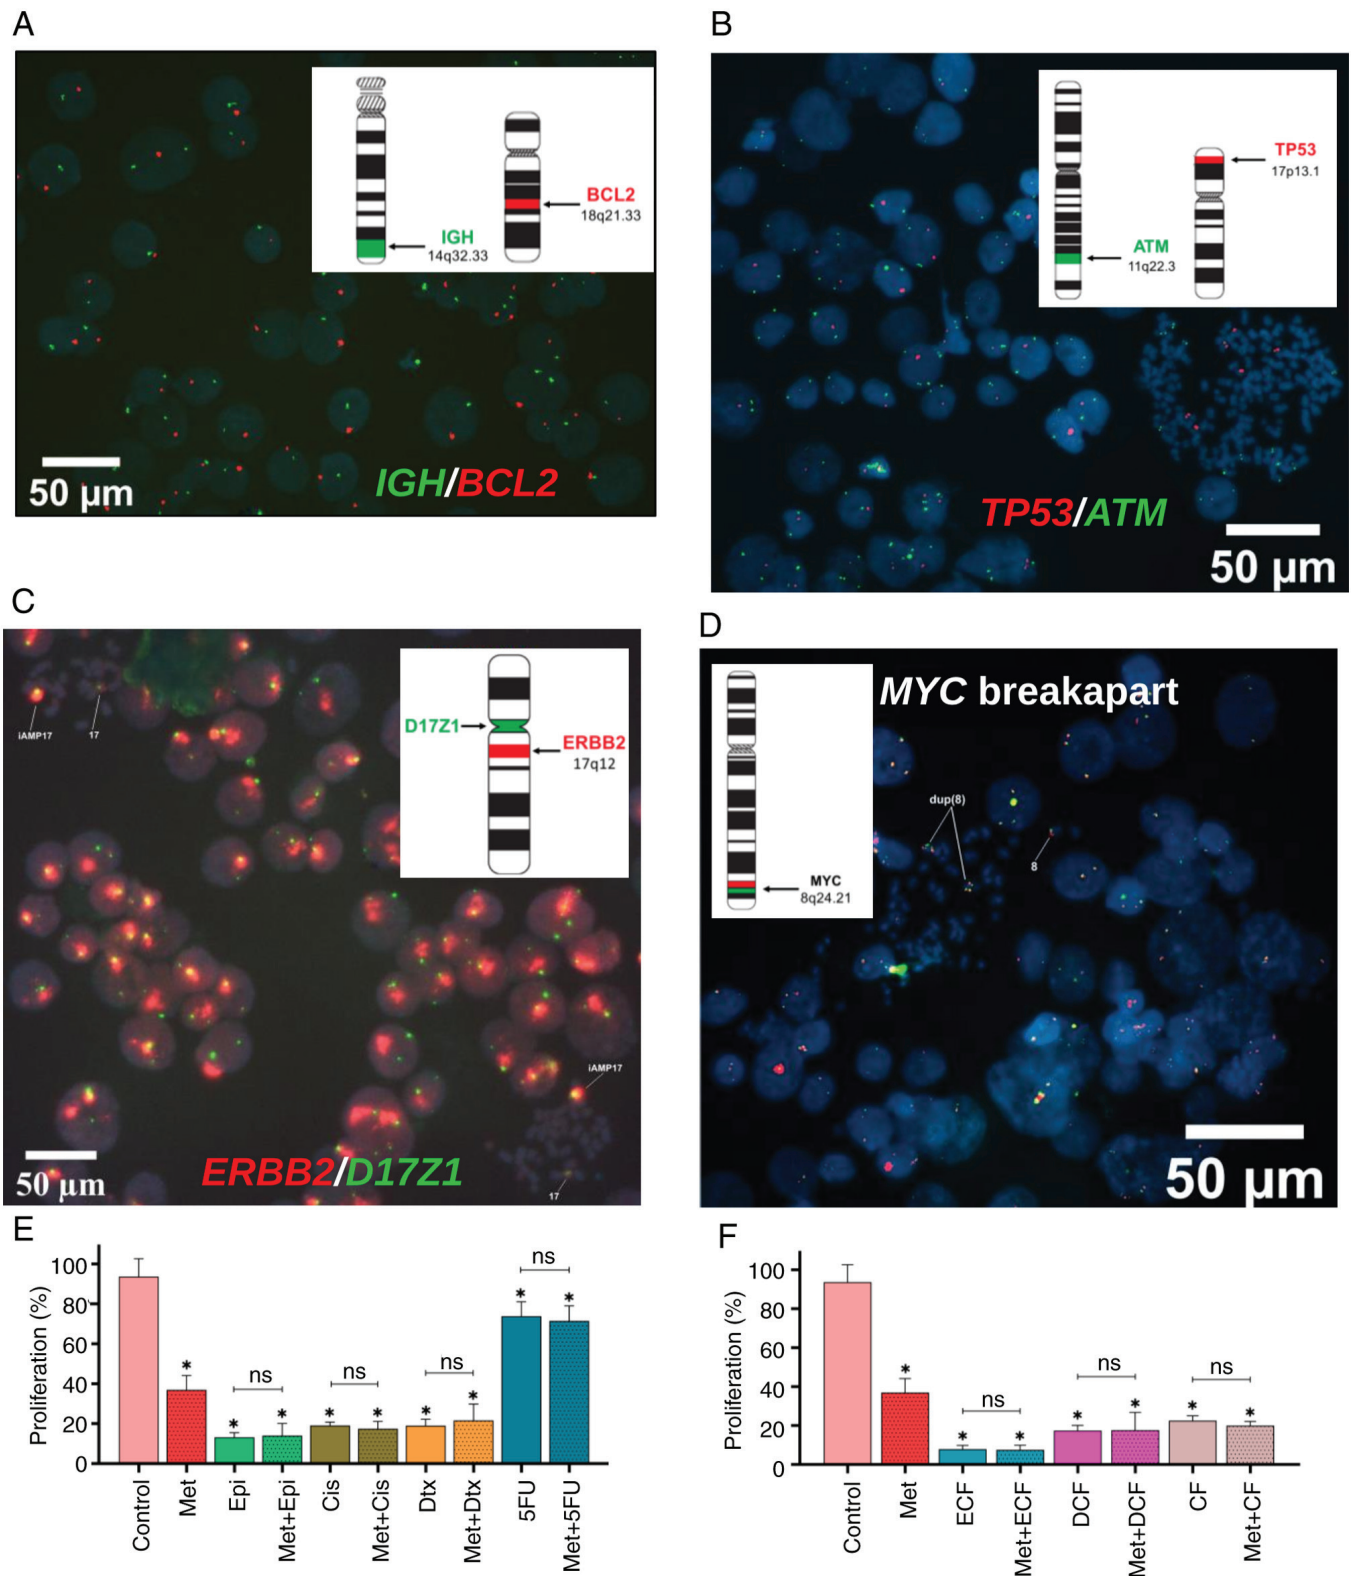 A
IGH
14q32.33
BCL2
18q21.33
50 µm
IGH/BCL2
B
TP53
17p13.1
ATM
11q22.3
TP53/ATM
50 µm
C
iAMP17
17
D17Z1
ERBB2
17q12
iAMP17
50 µm
ERBB2/D17Z1
17
D
MYC breakapart
dup(8)
8
MYC
8q24.21
50 µm
E
Proliferation (%)
100
80
60
40
20
0
*
*
ns
*
*
ns
*
*
ns
*
*
ns
*
*
Control
Met
Epi
Met+Epi
Cis
Met+Cis
Dtx
Met+Dtx
5FU
Met+5FU
F
Proliferation (%)
100
80
60
40
20
0
*
ns
*
*
ns
*
*
ns
*
*
Control
Met
ECF
Met+ECF
DCF
Met+DCF
CF
Met+CF